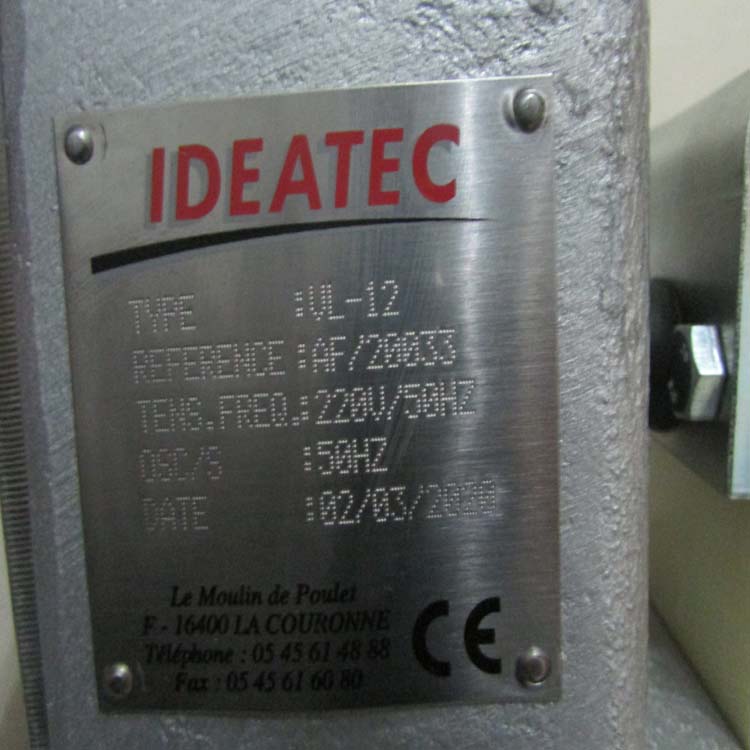 IDEATEC
TYPE :VL-12
REFERENCE :AF/20033
TENS.FREQ.:220V/50HZ
OSC/S :50HZ
DATE :02/03/2020
Le Moulin de Poulet
F - 16400 LA COURONNE
Téléphone : 05 45 61 48 88
Fax : 05 45 61 60 80
CE